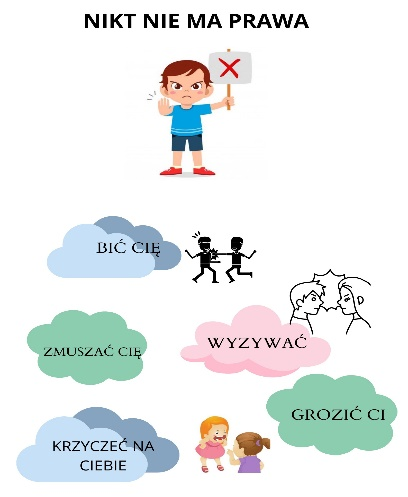 NIKT NIE MA PRAWA
BIĆ CIĘ
WYZYWAĆ
ZMUSZAĆ CIĘ
GROZIĆ CI
KRZYCZEĆ NA
CIEBIE